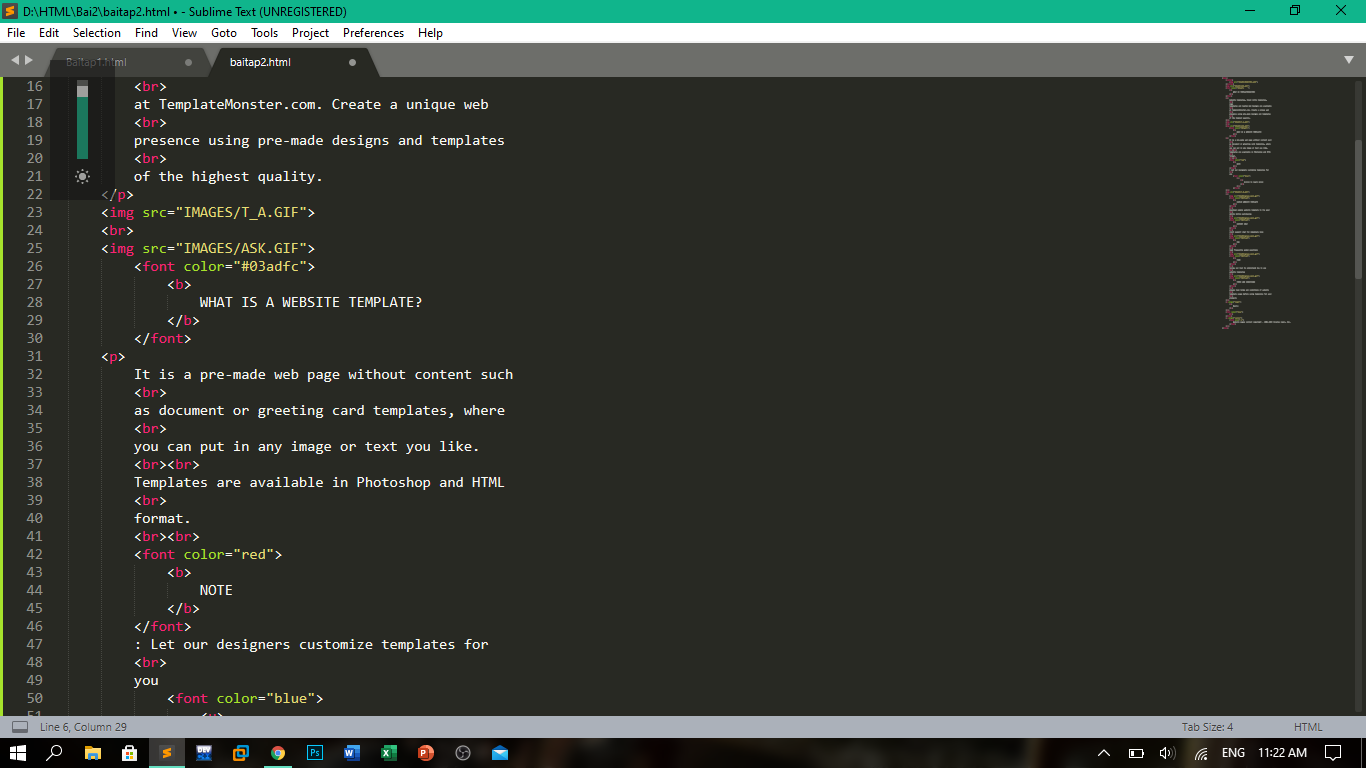 D:\HTML\Bai2\baitap2.html • - Sublime Text (UNREGISTERED)
File Edit Selection Find View Goto Tools Project Preferences Help
Baitap1.html baitap2.html
16 <br>
17 at TemplateMonster.com. Create a unique web
18 <br>
19 presence using pre-made designs and templates
20 <br>
21 of the highest quality.
22 </p>
23 <img src="IMAGES/T_A.GIF">
24 <br>
25 <img src="IMAGES/ASK.GIF">
26 <font color="#03adfc">
27 <b>
28 WHAT IS A WEBSITE TEMPLATE?
29 </b>
30 </font>
31 <p>
32 It is a pre-made web page without content such
33 <br>
34 as document or greeting card templates, where
35 <br>
36 you can put in any image or text you like.
37 <br><br>
38 Templates are available in Photoshop and HTML
39 <br>
40 format.
41 <br><br>
42 <font color="red">
43 <b>
44 NOTE
45 </b>
46 </font>
47 : Let our designers customize templates for
48 <br>
49 you
50 <font color="blue">
51 <u>
Line 6, Column 29 Tab Size: 4 HTML
DEV Ps W X P ENG 11:22 AM